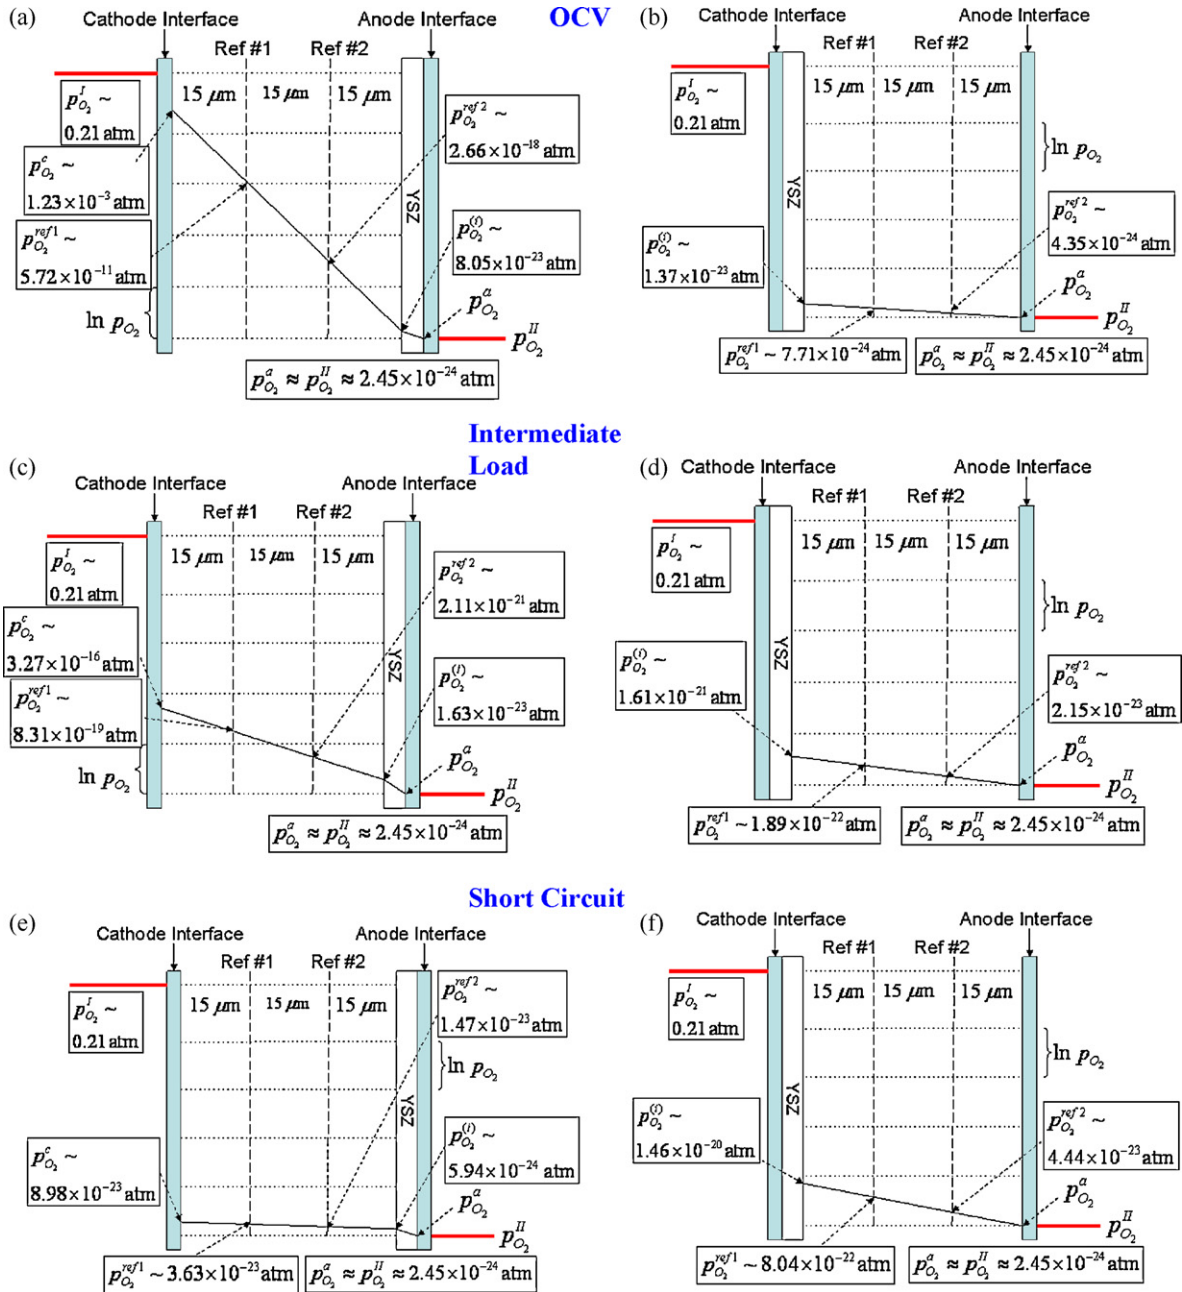 (a)
OCV
Cathode Interface
Anode Interface
Ref #1
Ref #2
15 μm
15 μm
15 μm
p_{O_2}^{I} ~
0.21 atm
p_{O_2}^{c} ~
1.23×10^{-3} atm
p_{O_2}^{ref1} ~
5.72×10^{-11} atm
ln p_{O_2}
p_{O_2}^{ref2} ~
2.66×10^{-18} atm
YSZ
p_{O_2}^{(i)} ~
8.05×10^{-23} atm
p_{O_2}^{a}
p_{O_2}^{II}
p_{O_2}^{a} ≈ p_{O_2}^{II} ≈ 2.45×10^{-24} atm
(b)
Cathode Interface
Anode Interface
Ref #1
Ref #2
15 μm
15 μm
15 μm
p_{O_2}^{I} ~
0.21 atm
ln p_{O_2}
YSZ
p_{O_2}^{(i)} ~
1.37×10^{-23} atm
p_{O_2}^{ref2} ~
4.35×10^{-24} atm
p_{O_2}^{a}
p_{O_2}^{II}
p_{O_2}^{ref1} ~ 7.71×10^{-24} atm
p_{O_2}^{a} ≈ p_{O_2}^{II} ≈ 2.45×10^{-24} atm
Intermediate
Load
(c)
Cathode Interface
Anode Interface
Ref #1
Ref #2
15 μm
15 μm
15 μm
p_{O_2}^{I} ~
0.21 atm
p_{O_2}^{c} ~
3.27×10^{-16} atm
p_{O_2}^{ref1} ~
8.31×10^{-19} atm
ln p_{O_2}
p_{O_2}^{ref2} ~
2.11×10^{-21} atm
YSZ
p_{O_2}^{(i)} ~
1.63×10^{-23} atm
p_{O_2}^{a}
p_{O_2}^{II}
p_{O_2}^{a} ≈ p_{O_2}^{II} ≈ 2.45×10^{-24} atm
(d)
Cathode Interface
Anode Interface
Ref #1
Ref #2
15 μm
15 μm
15 μm
p_{O_2}^{I} ~
0.21 atm
ln p_{O_2}
YSZ
p_{O_2}^{(i)} ~
1.61×10^{-21} atm
p_{O_2}^{ref2} ~
2.15×10^{-23} atm
p_{O_2}^{a}
p_{O_2}^{II}
p_{O_2}^{ref1} ~ 1.89×10^{-22} atm
p_{O_2}^{a} ≈ p_{O_2}^{II} ≈ 2.45×10^{-24} atm
Short Circuit
(e)
Cathode Interface
Anode Interface
Ref #1
Ref #2
15 μm
15 μm
15 μm
p_{O_2}^{I} ~
0.21 atm
p_{O_2}^{ref2} ~
1.47×10^{-23} atm
ln p_{O_2}
YSZ
p_{O_2}^{c} ~
8.98×10^{-23} atm
p_{O_2}^{(i)} ~
5.94×10^{-24} atm
p_{O_2}^{a}
p_{O_2}^{II}
p_{O_2}^{ref1} ~ 3.63×10^{-23} atm
p_{O_2}^{a} ≈ p_{O_2}^{II} ≈ 2.45×10^{-24} atm
(f)
Cathode Interface
Anode Interface
Ref #1
Ref #2
15 μm
15 μm
15 μm
p_{O_2}^{I} ~
0.21 atm
ln p_{O_2}
YSZ
p_{O_2}^{(i)} ~
1.46×10^{-20} atm
p_{O_2}^{ref2} ~
4.44×10^{-23} atm
p_{O_2}^{a}
p_{O_2}^{II}
p_{O_2}^{ref1} ~ 8.04×10^{-22} atm
p_{O_2}^{a} ≈ p_{O_2}^{II} ≈ 2.45×10^{-24} atm